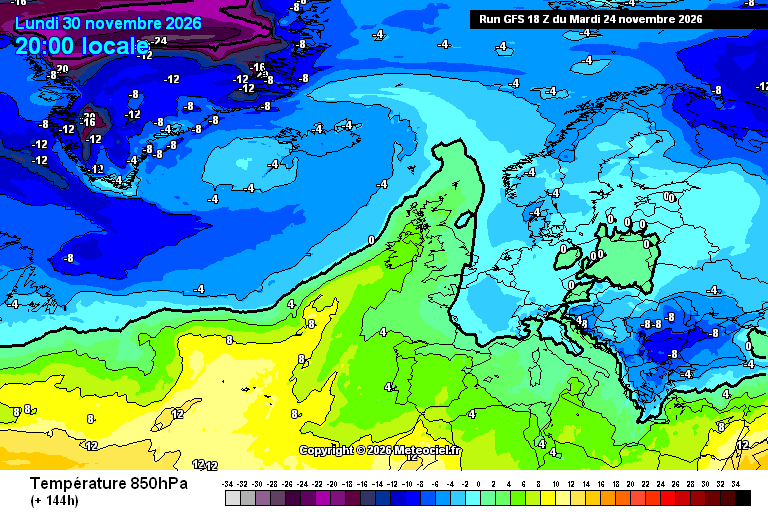 Lundi 30 novembre 2026
20:00 locale
Run GFS 18 Z du Mardi 24 novembre 2026
Copyright © 2026 Meteociel.fr
Température 850hPa
(+ 144h)
-34 -32 -30 -28 -26 -24 -22 -20 -18 -16 -14 -12 -10 -8 -6 -4 -2 0 2 4 6 8 10 12 14 16 18 20 22 24 26 28 30 32 34